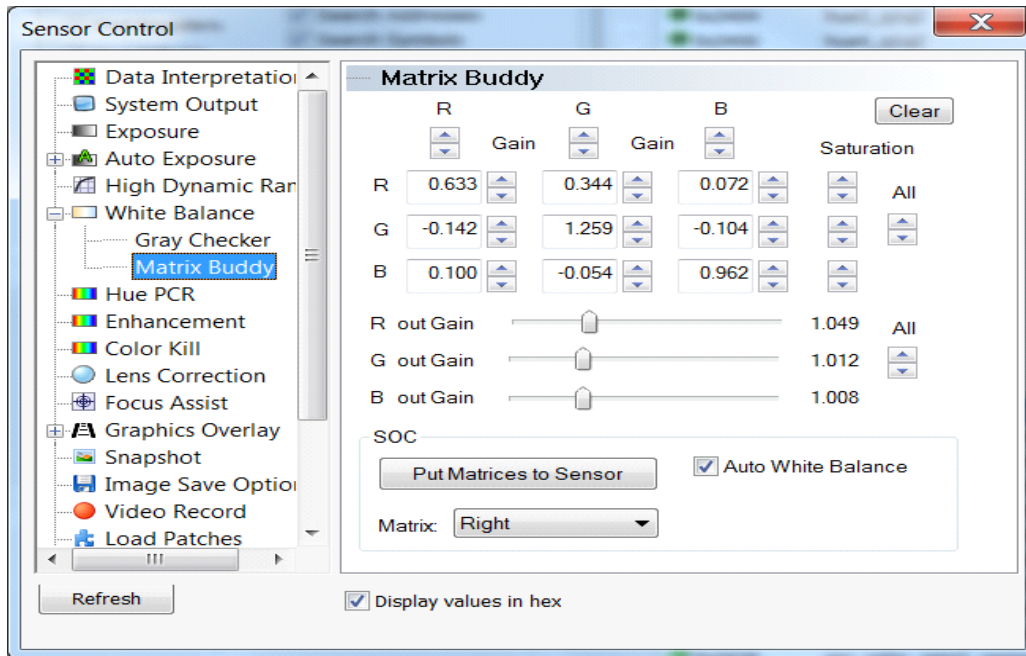 Sensor Control
Data Interpretation
System Output
Exposure
Auto Exposure
High Dynamic Ran
White Balance
Gray Checker
Matrix Buddy
Hue PCR
Enhancement
Color Kill
Lens Correction
Focus Assist
Graphics Overlay
Snapshot
Image Save Option
Video Record
Load Patches
Refresh
Matrix Buddy
R G B Clear
Gain Gain Saturation
R 0.633 0.344 0.072 All
G -0.142 1.259 -0.104
B 0.100 -0.054 0.962
R out Gain 1.049 All
G out Gain 1.012
B out Gain 1.008
SOC
Put Matrices to Sensor Auto White Balance
Matrix: Right
Display values in hex